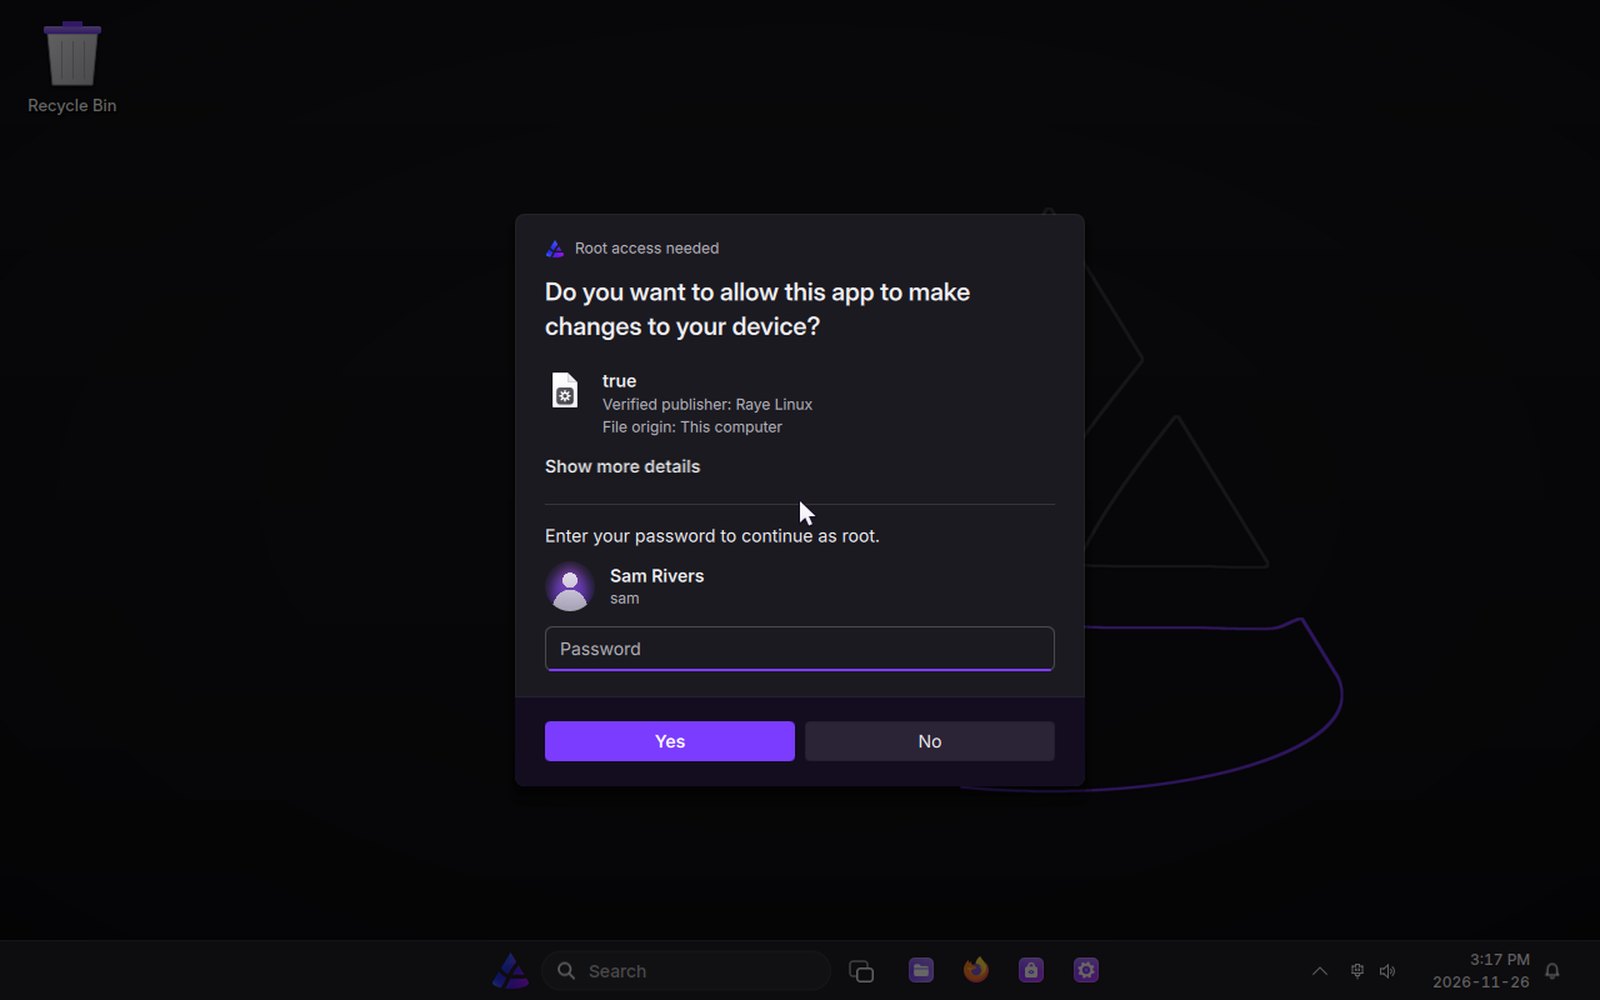 Recycle Bin
Root access needed
Do you want to allow this app to make
changes to your device?
true
Verified publisher: Raye Linux
File origin: This computer
Show more details
Enter your password to continue as root.
Sam Rivers
sam
Password
Yes
No
Search
3:17 PM
2026-11-26